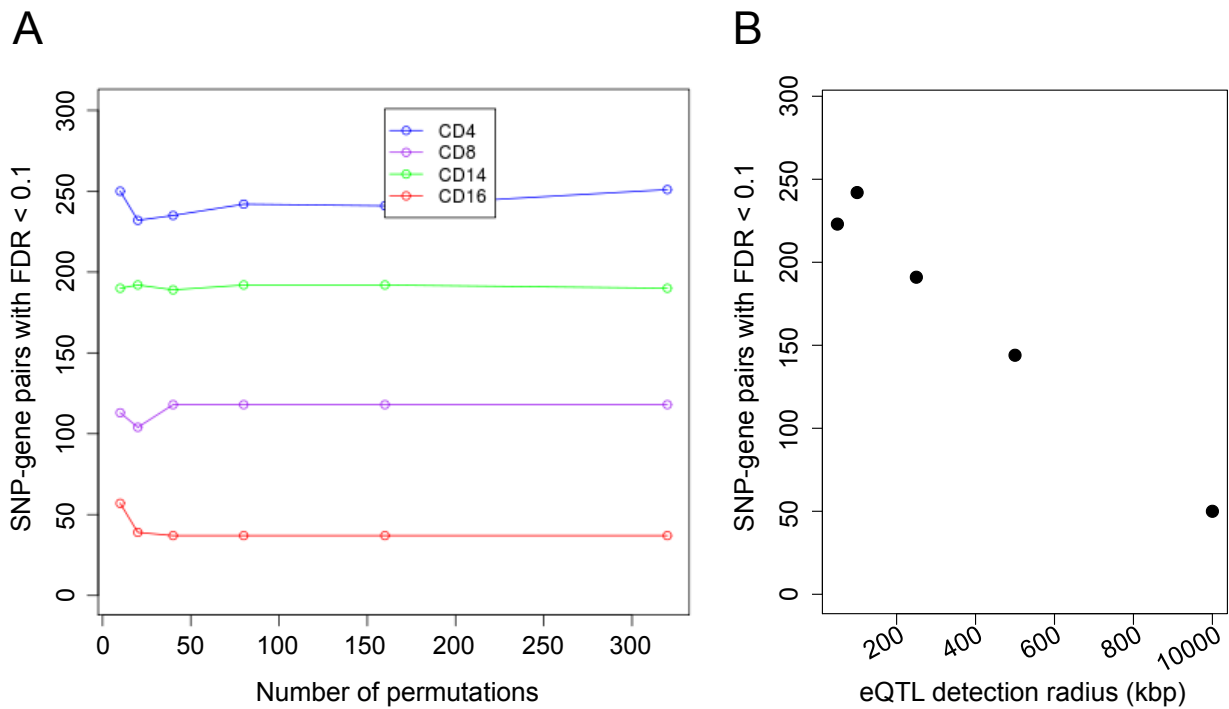 A
SNP-gene pairs with FDR < 0.1
300
250
200
150
100
50
0
CD4
CD8
CD14
CD16
0 50 100 150 200 250 300
Number of permutations
B
SNP-gene pairs with FDR < 0.1
300
250
200
150
100
50
0
200 400 600 800 10000
eQTL detection radius (kbp)